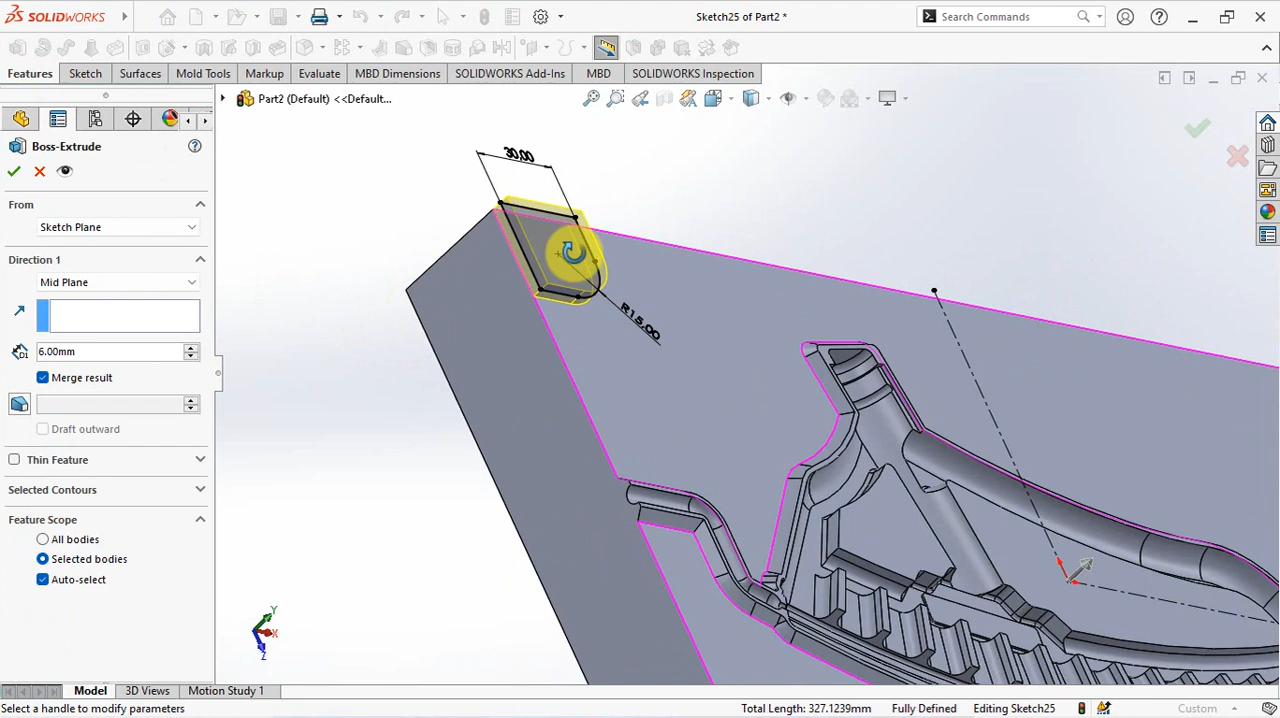 SOLIDWORKS
Sketch25 of Part2 *
Search Commands
Features
Sketch
Surfaces
Mold Tools
Markup
Evaluate
MBD Dimensions
SOLIDWORKS Add-Ins
MBD
SOLIDWORKS Inspection
Part2 (Default) <<Default...
Boss-Extrude
From
Sketch Plane
Direction 1
Mid Plane
D1
6.00mm
Merge result
Draft outward
Thin Feature
Selected Contours
Feature Scope
All bodies
Selected bodies
Auto-select
30,00
R15,00
Y
X
Z
Model
3D Views
Motion Study 1
Select a handle to modify parameters
Total Length: 327.1239mm
Fully Defined
Editing Sketch25
Custom